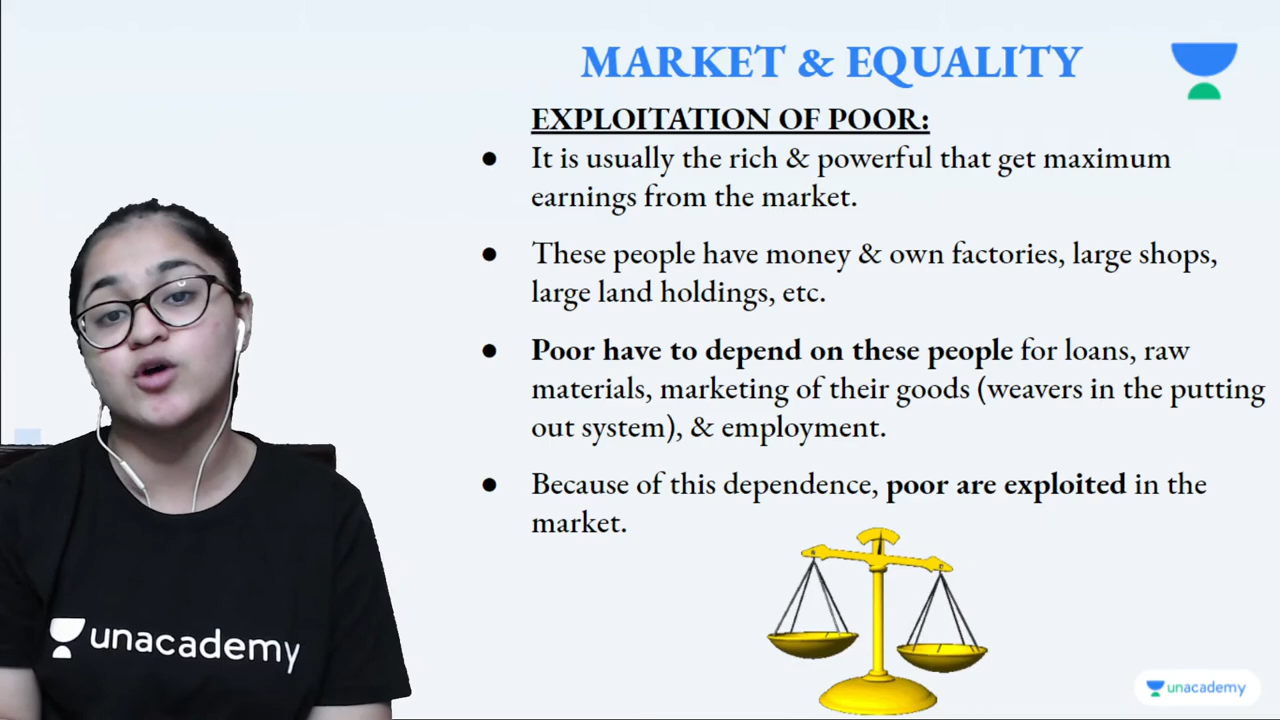 MARKET & EQUALITY
EXPLOITATION OF POOR:
● It is usually the rich & powerful that get maximum
earnings from the market.
● These people have money & own factories, large shops,
large land holdings, etc.
● Poor have to depend on these people for loans, raw
materials, marketing of their goods (weavers in the putting
out system), & employment.
● Because of this dependence, poor are exploited in the
market.
unacademy
unacademy